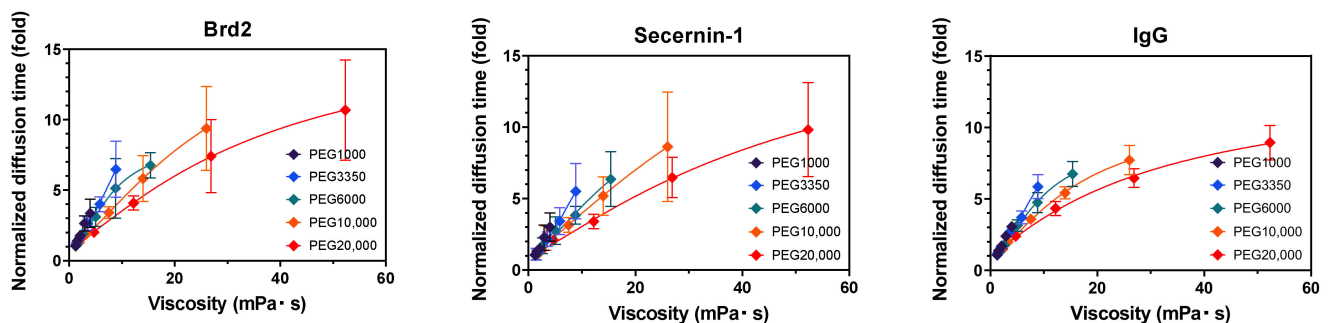 Brd2
Normalized diffusion time (fold)
15
10
5
0
0
20
40
60
Viscosity (mPa· s)
PEG1000
PEG3350
PEG6000
PEG10,000
PEG20,000
Secernin-1
Normalized diffusion time (fold)
15
10
5
0
0
20
40
60
Viscosity (mPa· s)
PEG1000
PEG3350
PEG6000
PEG10,000
PEG20,000
IgG
Normalized diffusion time (fold)
15
10
5
0
0
20
40
60
Viscosity (mPa· s)
PEG1000
PEG3350
PEG6000
PEG10,000
PEG20,000